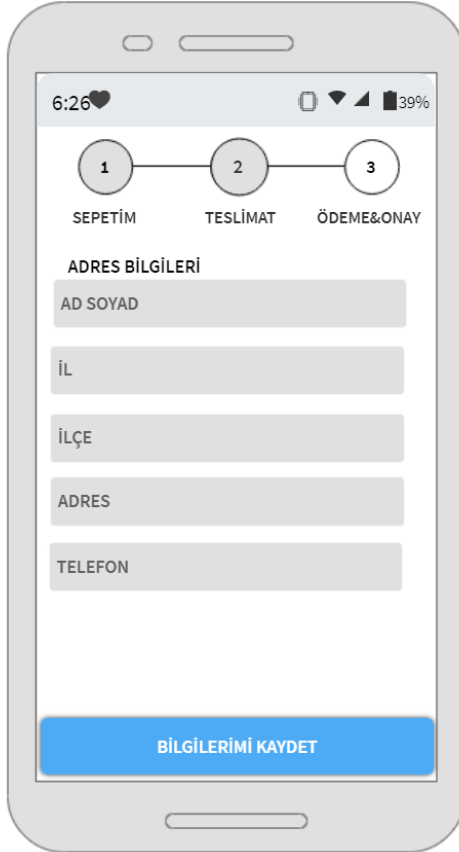 6:26 39%
1 2 3
SEPETİM TESLİMAT ÖDEME&ONAY
ADRES BİLGİLERİ
AD SOYAD
İL
İLÇE
ADRES
TELEFON
BİLGİLERİMİ KAYDET